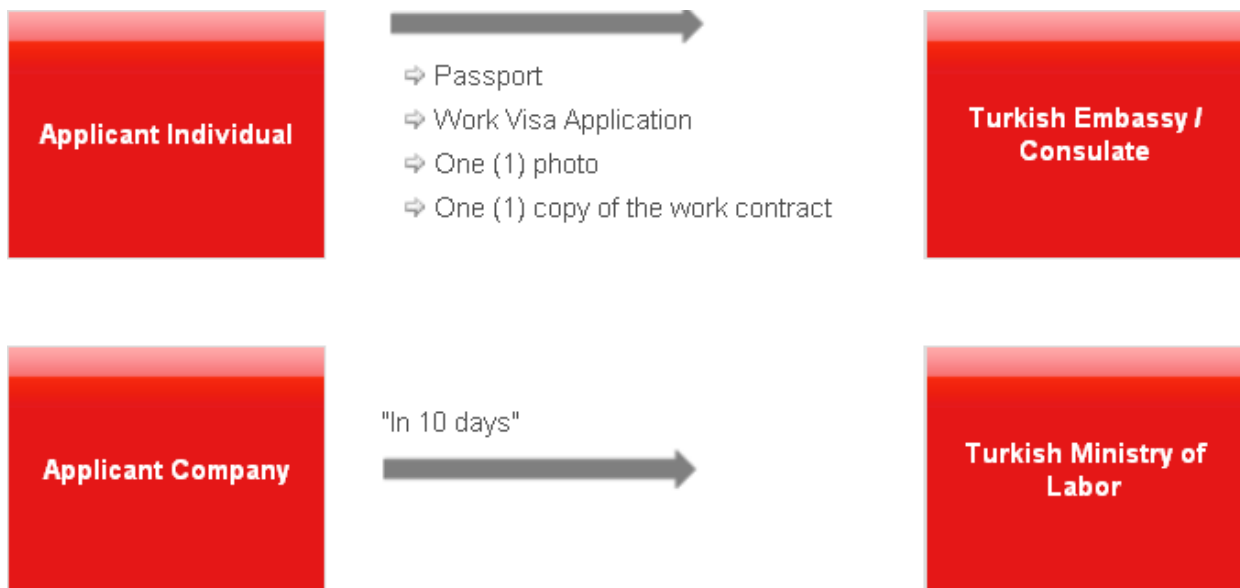 Applicant Individual
Passport
Work Visa Application
One (1) photo
One (1) copy of the work contract
Turkish Embassy /
Consulate
Applicant Company
"In 10 days"
Turkish Ministry of
Labor